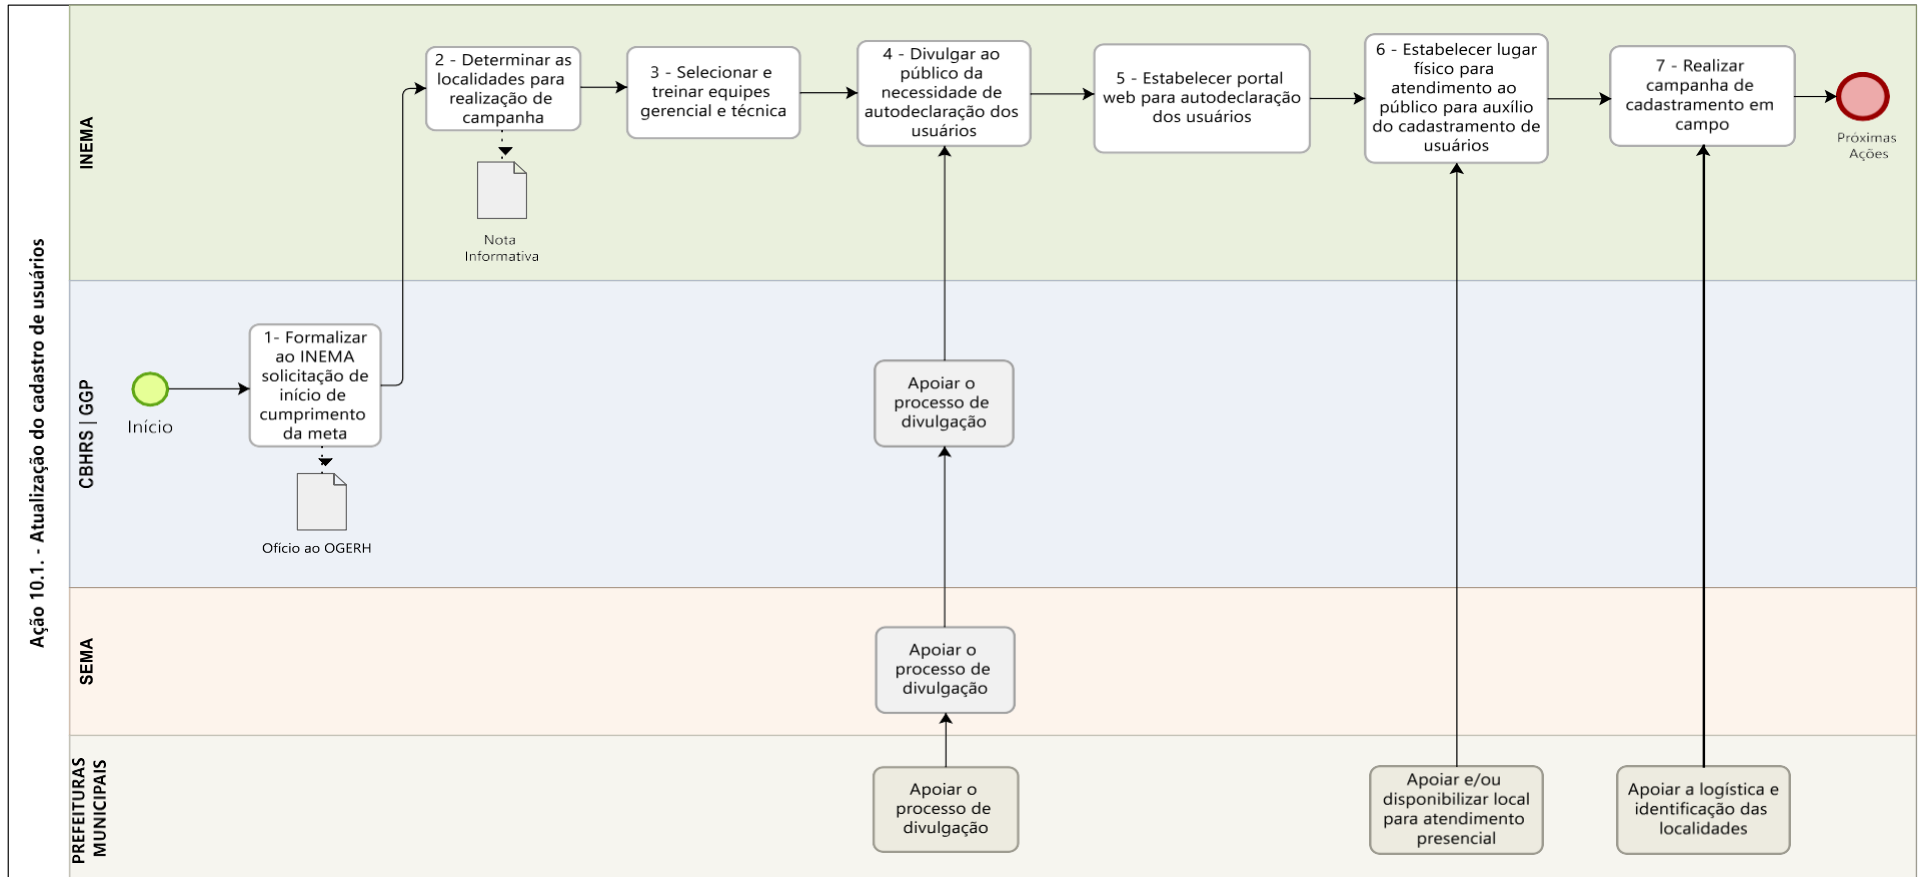 Ação 10.1. - Atualização do cadastro de usuários
INEMA
2 - Determinar as
localidades para
realização de
campanha
Nota
Informativa
3 - Selecionar e
treinar equipes
gerencial e técnica
4 - Divulgar ao
público da
necessidade de
autodeclaração dos
usuários
5 - Estabelecer portal
web para autodeclaração
dos usuários
6 - Estabelecer lugar
físico para
atendimento ao
público para auxílio
do cadastramento de
usuários
7 - Realizar
campanha de
cadastramento em
campo
Próximas
Ações
CBHRS | GGP
Início
1- Formalizar
ao INEMA
solicitação de
início de
cumprimento
da meta
Ofício ao OGERH
Apoiar o
processo de
divulgação
SEMA
Apoiar o
processo de
divulgação
PREFEITURAS
MUNICIPAIS
Apoiar o
processo de
divulgação
Apoiar e/ou
disponibilizar local
para atendimento
presencial
Apoiar a logística e
identificação das
localidades